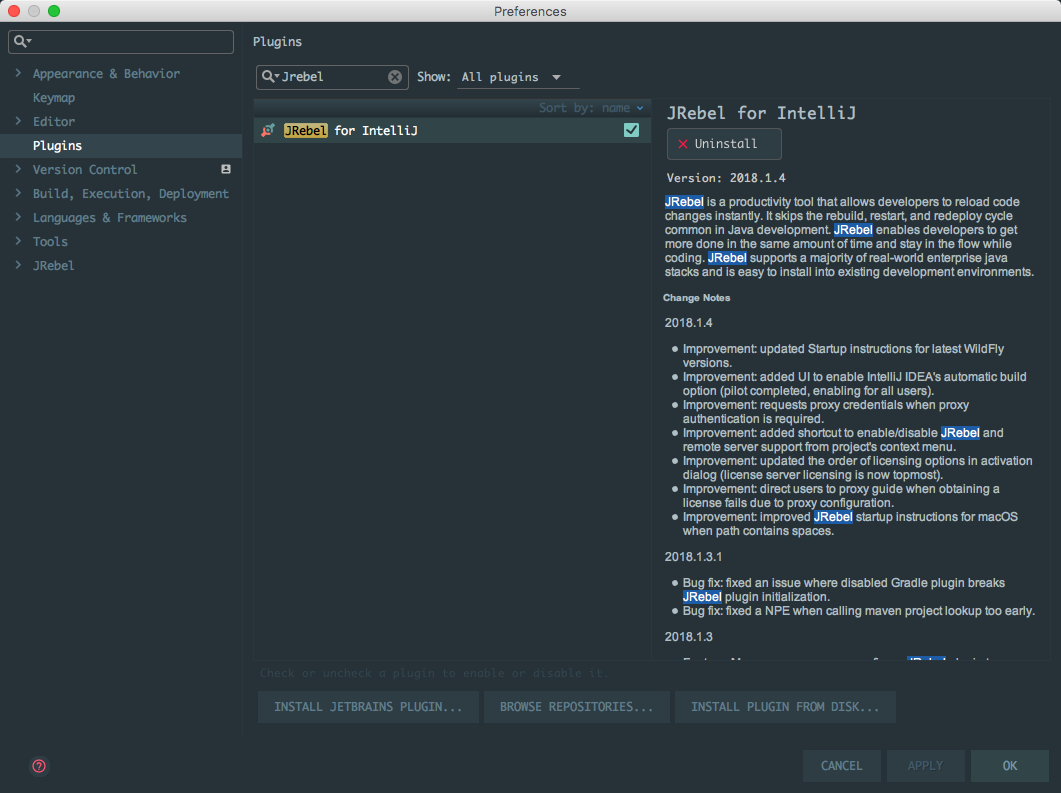 Preferences
Appearance & Behavior
Keymap
Editor
Plugins
Version Control
Build, Execution, Deployment
Languages & Frameworks
Tools
JRebel
Plugins
Jrebel
Show: All plugins
Sort by: name
JRebel for IntelliJ
JRebel for IntelliJ
Uninstall
Version: 2018.1.4
JRebel is a productivity tool that allows developers to reload code
changes instantly. It skips the rebuild, restart, and redeploy cycle
common in Java development. JRebel enables developers to get
more done in the same amount of time and stay in the flow while
coding. JRebel supports a majority of real-world enterprise java
stacks and is easy to install into existing development environments.
Change Notes
2018.1.4
● Improvement: updated Startup instructions for latest WildFly
versions.
● Improvement: added UI to enable IntelliJ IDEA's automatic build
option (pilot completed, enabling for all users).
● Improvement: requests proxy credentials when proxy
authentication is required.
● Improvement: added shortcut to enable/disable JRebel and
remote server support from project's context menu.
● Improvement: updated the order of licensing options in activation
dialog (license server licensing is now topmost).
● Improvement: direct users to proxy guide when obtaining a
license fails due to proxy configuration.
● Improvement: improved JRebel startup instructions for macOS
when path contains spaces.
2018.1.3.1
● Bug fix: fixed an issue where disabled Gradle plugin breaks
JRebel plugin initialization.
● Bug fix: fixed a NPE when calling maven project lookup too early.
2018.1.3
Check or uncheck a plugin to enable or disable it.
INSTALL JETBRAINS PLUGIN...
BROWSE REPOSITORIES...
INSTALL PLUGIN FROM DISK...
?
CANCEL
APPLY
OK